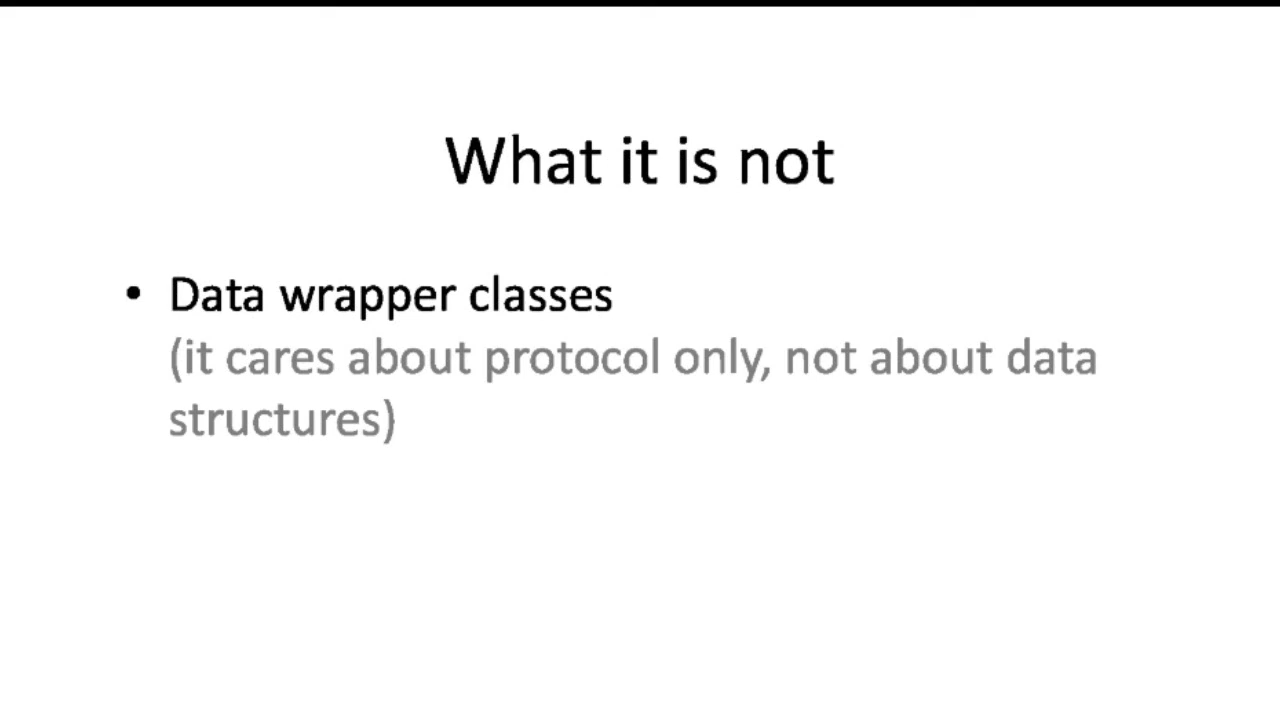 What it is not
• Data wrapper classes
(it cares about protocol only, not about data
structures)